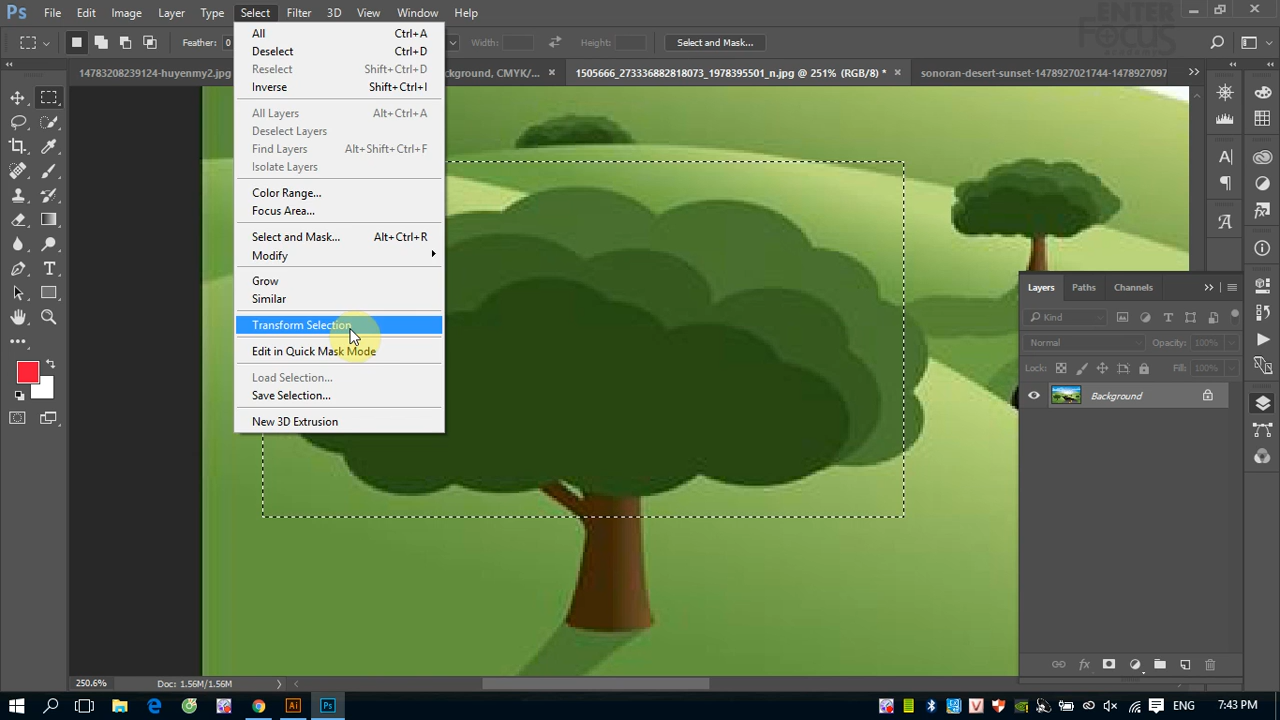 Ps File Edit Image Layer Type Select Filter 3D View Window Help
ENTER
FOCUS
Feather: 0 Width: Height: Select and Mask...
14783208239124-huyenmy2.jpg kground, CMYK/... × 1505666_273336882818073_1978395501_n.jpg @ 251% (RGB/8) * × sonoran-desert-sunset-1478927021744-1478927097
All Ctrl+A
Deselect Ctrl+D
Reselect Shift+Ctrl+D
Inverse Shift+Ctrl+I
All Layers Alt+Ctrl+A
Deselect Layers
Find Layers Alt+Shift+Ctrl+F
Isolate Layers
Color Range...
Focus Area...
Select and Mask... Alt+Ctrl+R
Modify
Grow
Similar
Transform Selection
Edit in Quick Mask Mode
Load Selection...
Save Selection...
New 3D Extrusion
Layers Paths Channels
Kind
Normal Opacity: 100%
Lock: Fill: 100%
Background
250.6% Doc: 1.56M/1.56M
Ai Ps ENG 7:43 PM